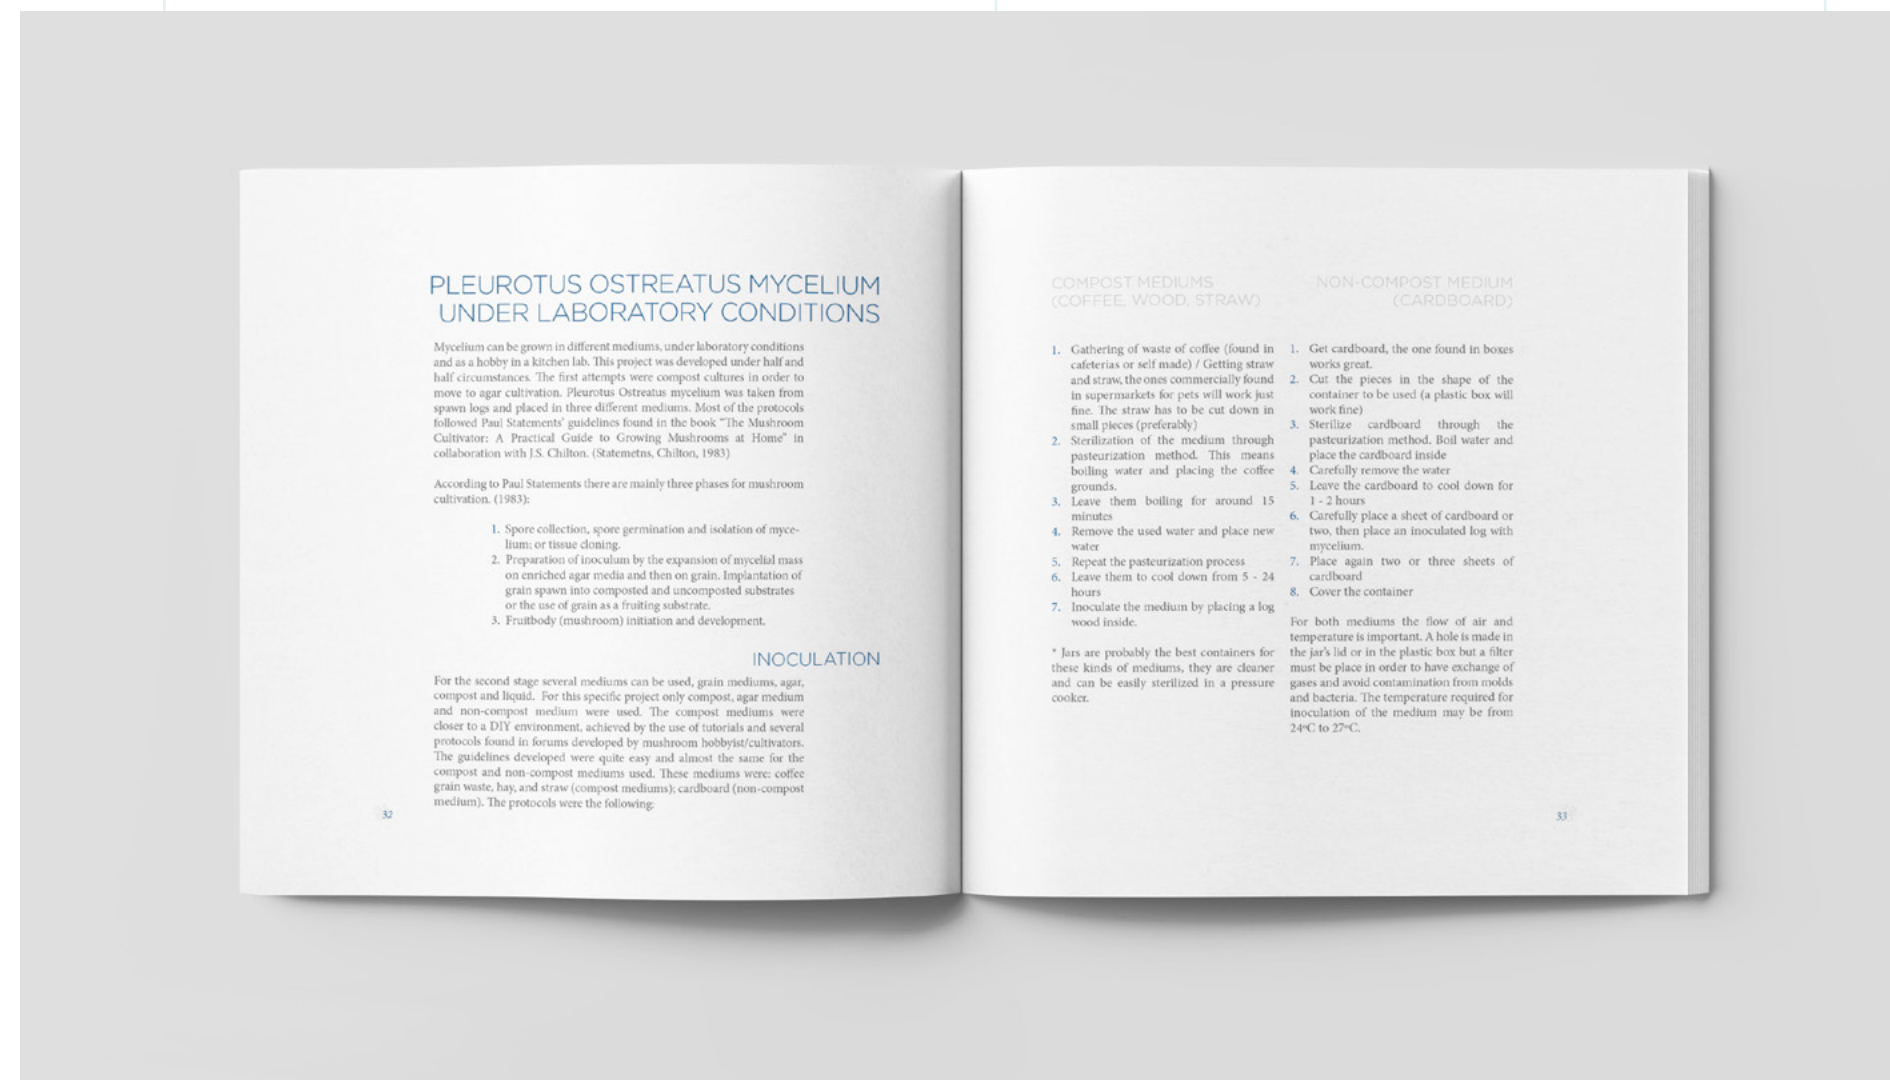 PLEUROTUS OSTREATUS MYCELIUM
UNDER LABORATORY CONDITIONS
Mycelium can be grown in different mediums, under laboratory conditions
and as a hobby in a kitchen lab. This project was developed under half and
half circumstances. The first attempts were compost cultures in order to
move to agar cultivation. Pleurotus Ostreatus mycelium was taken from
spawn logs and placed in three different mediums. Most of the protocols
followed Paul Statements' guidelines found in the book "The Mushroom
Cultivator: A Practical Guide to Growing Mushrooms at Home" in
collaboration with J.S. Chilton. (Statemetns, Chilton, 1983)
According to Paul Statements there are mainly three phases for mushroom
cultivation. (1983):
1. Spore collection, spore germination and isolation of myce-
lium; or tissue cloning.
2. Preparation of inoculum by the expansion of mycelial mass
on enriched agar media and then on grain. Implantation of
grain spawn into composted and uncomposted substrates
or the use of grain as a fruiting substrate.
3. Fruitbody (mushroom) initiation and development.
INOCULATION
For the second stage several mediums can be used, grain mediums, agar,
compost and liquid. For this specific project only compost, agar medium
and non-compost medium were used. The compost mediums were
closer to a DIY environment, achieved by the use of tutorials and several
protocols found in forums developed by mushroom hobbyist/cultivators.
The guidelines developed were quite easy and almost the same for the
compost and non-compost mediums used. These mediums were: coffee
grain waste, hay, and straw (compost mediums); cardboard (non-compost
medium). The protocols were the following:
32
COMPOST MEDIUMS
(COFFEE, WOOD, STRAW)
1. Gathering of waste of coffee (found in
cafeterias or self made) / Getting straw
and straw, the ones commercially found
in supermarkets for pets will work just
fine. The straw has to be cut down in
small pieces (preferably)
2. Sterilization of the medium through
pasteurization method. This means
boiling water and placing the coffee
grounds.
3. Leave them boiling for around 15
minutes
4. Remove the used water and place new
water
5. Repeat the pasteurization process
6. Leave them to cool down from 5 - 24
hours
7. Inoculate the medium by placing a log
wood inside.
* Jars are probably the best containers for
these kinds of mediums, they are cleaner
and can be easily sterilized in a pressure
cooker.
NON-COMPOST MEDIUM
(CARDBOARD)
1. Get cardboard, the one found in boxes
works great.
2. Cut the pieces in the shape of the
container to be used (a plastic box will
work fine)
3. Sterilize cardboard through the
pasteurization method. Boil water and
place the cardboard inside
4. Carefully remove the water
5. Leave the cardboard to cool down for
1 - 2 hours
6. Carefully place a sheet of cardboard or
two, then place an inoculated log with
mycelium.
7. Place again two or three sheets of
cardboard
8. Cover the container
For both mediums the flow of air and
temperature is important. A hole is made in
the jar's lid or in the plastic box but a filter
must be place in order to have exchange of
gases and avoid contamination from molds
and bacteria. The temperature required for
inoculation of the medium may be from
24ºC to 27ºC.
33